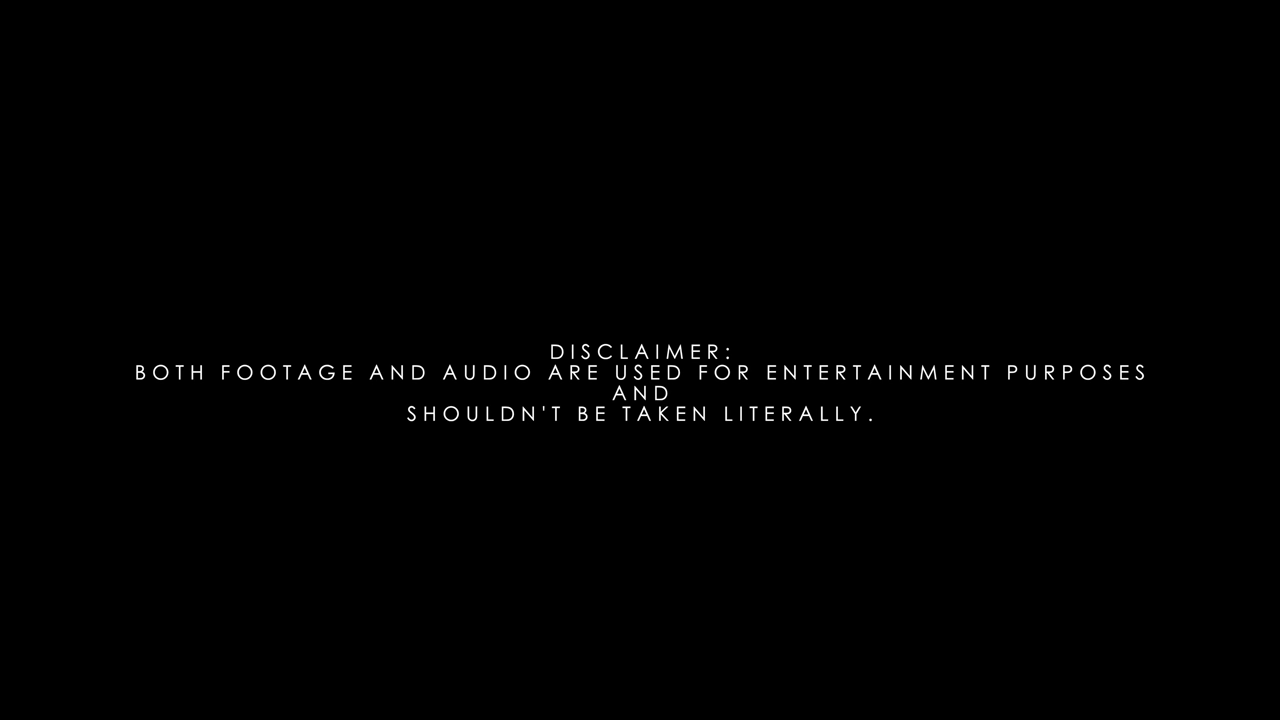 DISCLAIMER:
BOTH FOOTAGE AND AUDIO ARE USED FOR ENTERTAINMENT PURPOSES
AND
SHOULDN'T BE TAKEN LITERALLY.